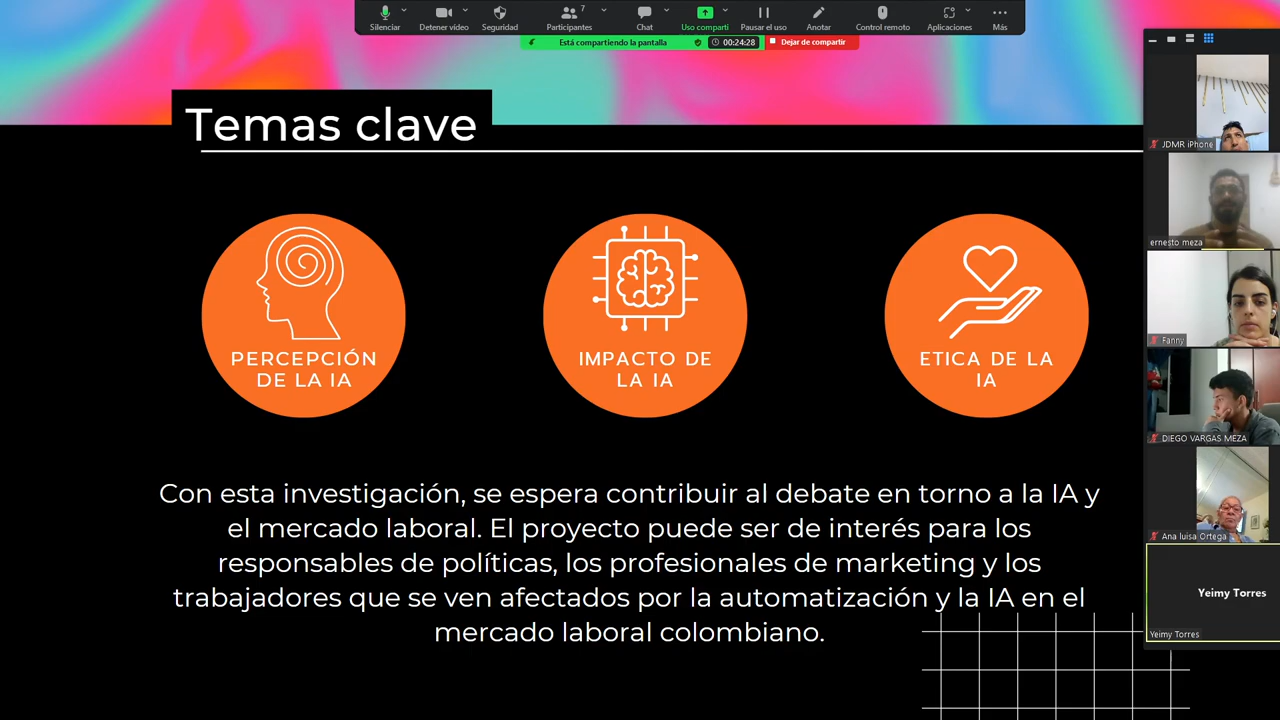 Silenciar
Detener vídeo
Seguridad
7
Participantes
Chat
Uso comparti
Pausar el uso
Anotar
Control remoto
Aplicaciones
Más
Está compartiendo la pantalla
00:24:28
Dejar de compartir
Temas clave
PERCEPCIÓN
DE LA IA
IMPACTO DE
LA IA
ETICA DE LA
IA
Con esta investigación, se espera contribuir al debate en torno a la IA y
el mercado laboral. El proyecto puede ser de interés para los
responsables de políticas, los profesionales de marketing y los
trabajadores que se ven afectados por la automatización y la IA en el
mercado laboral colombiano.
JDMR iPhone
ernesto meza
Fanny
DIEGO VARGAS MEZA
Ana luisa Ortega
Yeimy Torres
Yeimy Torres